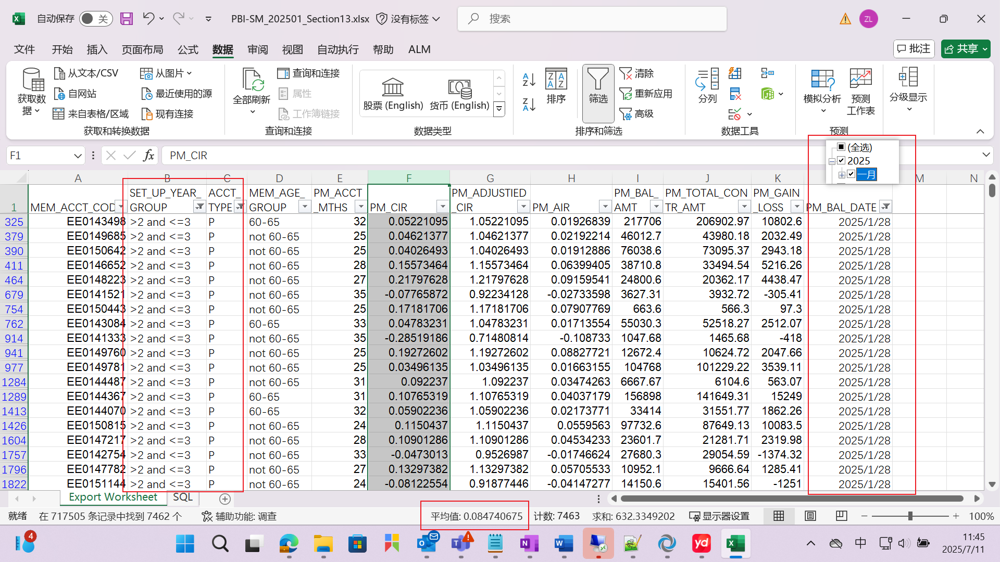 自动保存 关 PBI-SM_202501_Section13.xlsx 没有标签 搜索 ZL
文件 开始 插入 页面布局 公式 数据 审阅 视图 自动执行 帮助 ALM 批注 共享
获取数据 从文本/CSV 自网站 来自表格/区域 从图片 最近使用的源 现有连接
全部刷新 查询和连接 属性 工作簿链接
股票 (English) 货币 (English)
排序 筛选 清除 重新应用 高级
分列 模拟分析 预测工作表 分级显示
获取和转换数据 查询和连接 数据类型 排序和筛选 数据工具 预测
F1 fx PM_CIR
(全选)
2025
一月
A B C D E F G H I J K M N
1 MEM_ACCT_COD SET_UP_YEAR_GROUP ACCT_TYPE MEM_AGE_GROUP PM_ACCT_MTHS PM_CIR PM_ADJUSTIED_CIR PM_AIR PM_BAL_AMT PM_TOTAL_CONTR_AMT PM_GAIN_LOSS PM_BAL_DATE
325 EE0143498 >2 and <=3 P 60-65 32 0.05221095 1.05221095 0.01926839 217706 206902.97 10802.6 2025/1/28
379 EE0149685 >2 and <=3 P not 60-65 25 0.04621377 1.04621377 0.02192214 46012.7 43980.18 2032.49 2025/1/28
390 EE0150642 >2 and <=3 P not 60-65 25 0.04026493 1.04026493 0.01912886 76038.6 73095.37 2943.18 2025/1/28
411 EE0146652 >2 and <=3 P not 60-65 28 0.15573464 1.15573464 0.06399405 38710.8 33494.54 5216.26 2025/1/28
464 EE0148223 >2 and <=3 P not 60-65 27 0.21797628 1.21797628 0.09159541 24800.6 20362.17 4438.47 2025/1/28
679 EE0141521 >2 and <=3 P not 60-65 35 -0.07765872 0.92234128 -0.02733598 3627.31 3932.72 -305.41 2025/1/28
754 EE0150443 >2 and <=3 P not 60-65 25 0.17181706 1.17181706 0.07907769 663.6 566.3 97.3 2025/1/28
762 EE0143084 >2 and <=3 P 60-65 33 0.04783231 1.04783231 0.01713554 55030.3 52518.27 2512.07 2025/1/28
914 EE0141333 >2 and <=3 P not 60-65 35 -0.28519186 0.71480814 -0.108733 1047.68 1465.68 -418 2025/1/28
941 EE0149760 >2 and <=3 P not 60-65 25 0.19272602 1.19272602 0.08827721 12672.4 10624.72 2047.66 2025/1/28
977 EE0149781 >2 and <=3 P not 60-65 25 0.03496135 1.03496135 0.01663155 104768 101229.22 3539.11 2025/1/28
1284 EE0144487 >2 and <=3 P not 60-65 31 0.092237 1.092237 0.03474263 6667.67 6104.6 563.07 2025/1/28
1289 EE0144367 >2 and <=3 P 60-65 31 0.10765319 1.10765319 0.04037179 156898 141649.31 15249 2025/1/28
1413 EE0144070 >2 and <=3 P 60-65 32 0.05902236 1.05902236 0.02173771 33414 31551.77 1862.26 2025/1/28
1426 EE0150815 >2 and <=3 P not 60-65 24 0.1150437 1.1150437 0.0559563 97732.6 87649.13 10083.5 2025/1/28
1604 EE0147217 >2 and <=3 P not 60-65 28 0.10901286 1.10901286 0.04534233 23601.7 21281.71 2319.98 2025/1/28
1757 EE0142754 >2 and <=3 P not 60-65 33 -0.0473013 0.9526987 -0.01746624 27680.3 29054.59 -1374.32 2025/1/28
1796 EE0147782 >2 and <=3 P not 60-65 27 0.13297382 1.13297382 0.05705533 10952.1 9666.64 1285.41 2025/1/28
1822 EE0151144 >2 and <=3 P not 60-65 24 -0.08122554 0.91877446 -0.04147277 14150.6 15401.56 -1251 2025/1/28
Export Worksheet SQL
就绪 在 717505 条记录中找到 7462 个 辅助功能: 调查 平均值: 0.084740675 计数: 7463 求和: 632.3349202 显示器设置 100%
4 中 11:45
2025/7/11
yd